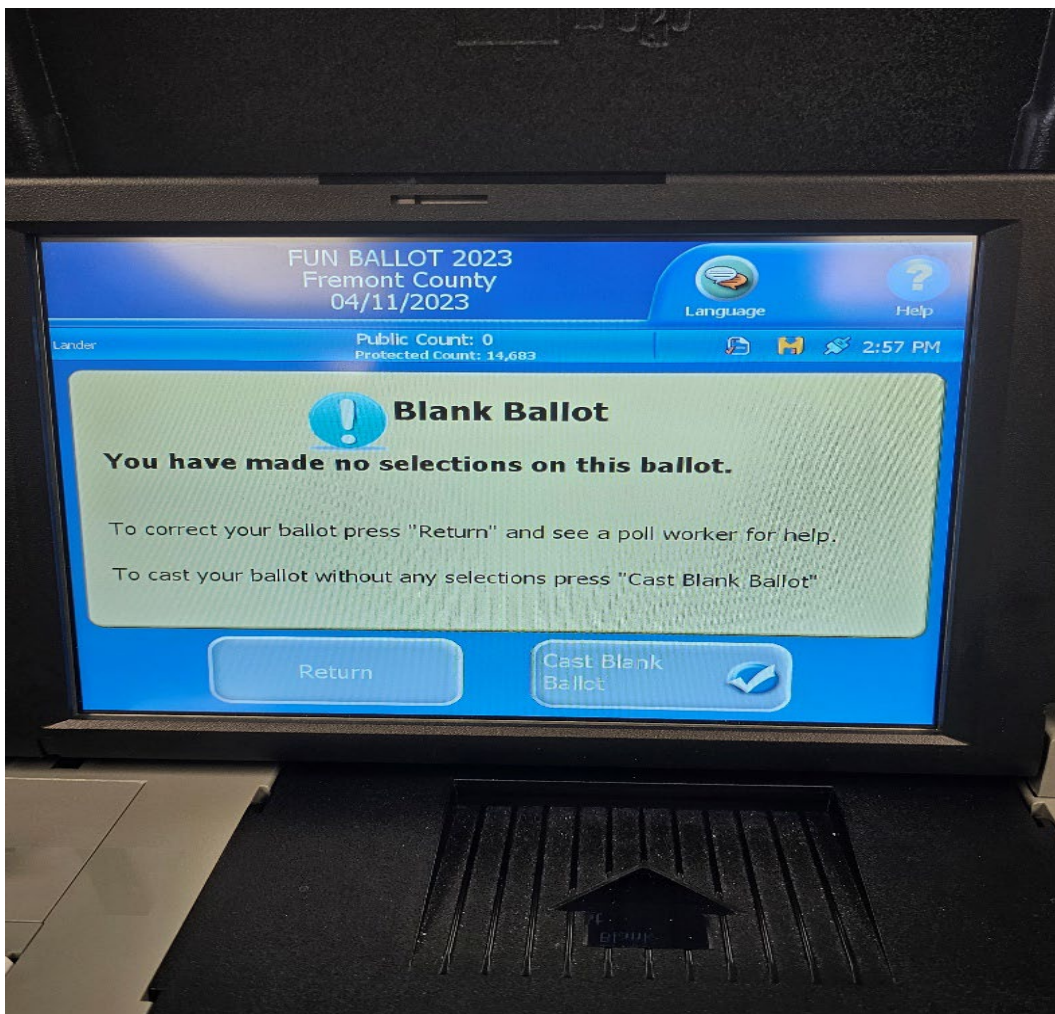 FUN BALLOT 2023
Fremont County
04/11/2023
Language
?
Help
Lander
Public Count: 0
Protected Count: 14,683
2:57 PM
! Blank Ballot
You have made no selections on this ballot.
To correct your ballot press "Return" and see a poll worker for help.
To cast your ballot without any selections press "Cast Blank Ballot"
Return
Cast Blank
Ballot